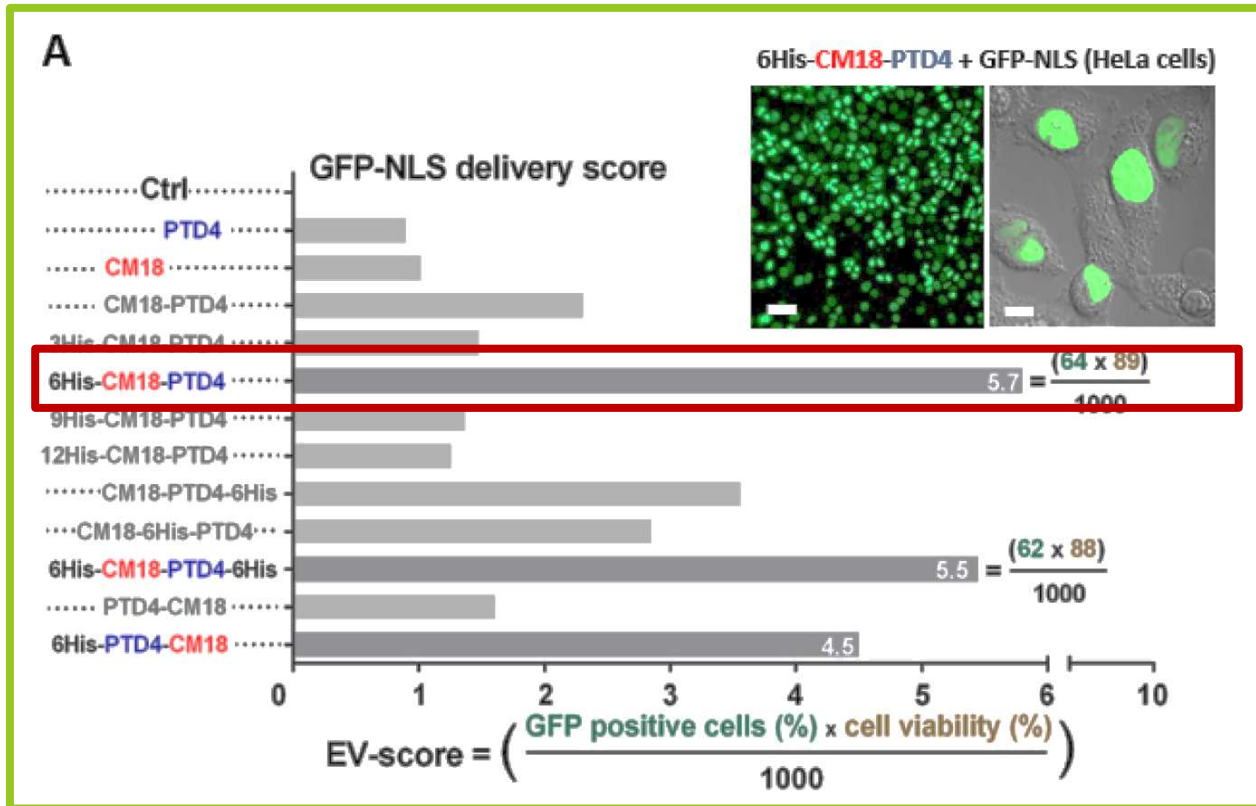 A
6His-CM18-PTD4 + GFP-NLS (HeLa cells)
GFP-NLS delivery score
Ctrl
PTD4
CM18
CM18-PTD4
3His-CM18-PTD4
6His-CM18-PTD4
5.7 = (64 x 89)
1000
9His-CM18-PTD4
12His-CM18-PTD4
CM18-PTD4-6His
CM18-6His-PTD4
6His-CM18-PTD4-6His
5.5 = (62 x 88)
1000
PTD4-CM18
6His-PTD4-CM18
4.5
0 1 2 3 4 5 6 10
EV-score = ( GFP positive cells (%) x cell viability (%) )
1000